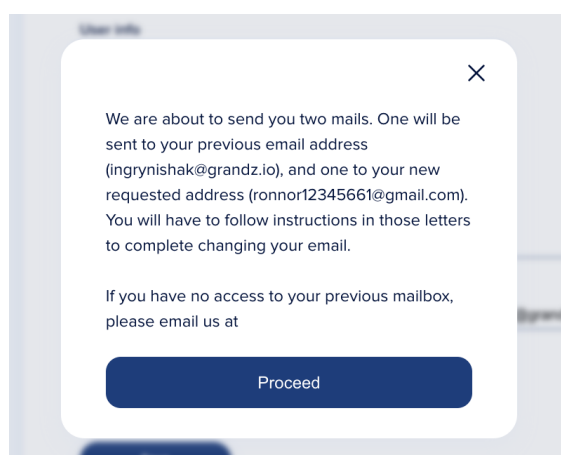 User info
We are about to send you two mails. One will be
sent to your previous email address
(ingrynishak@grandz.io), and one to your new
requested address (ronnor12345661@gmail.com).
You will have to follow instructions in those letters
to complete changing your email.
If you have no access to your previous mailbox,
please email us at
Proceed